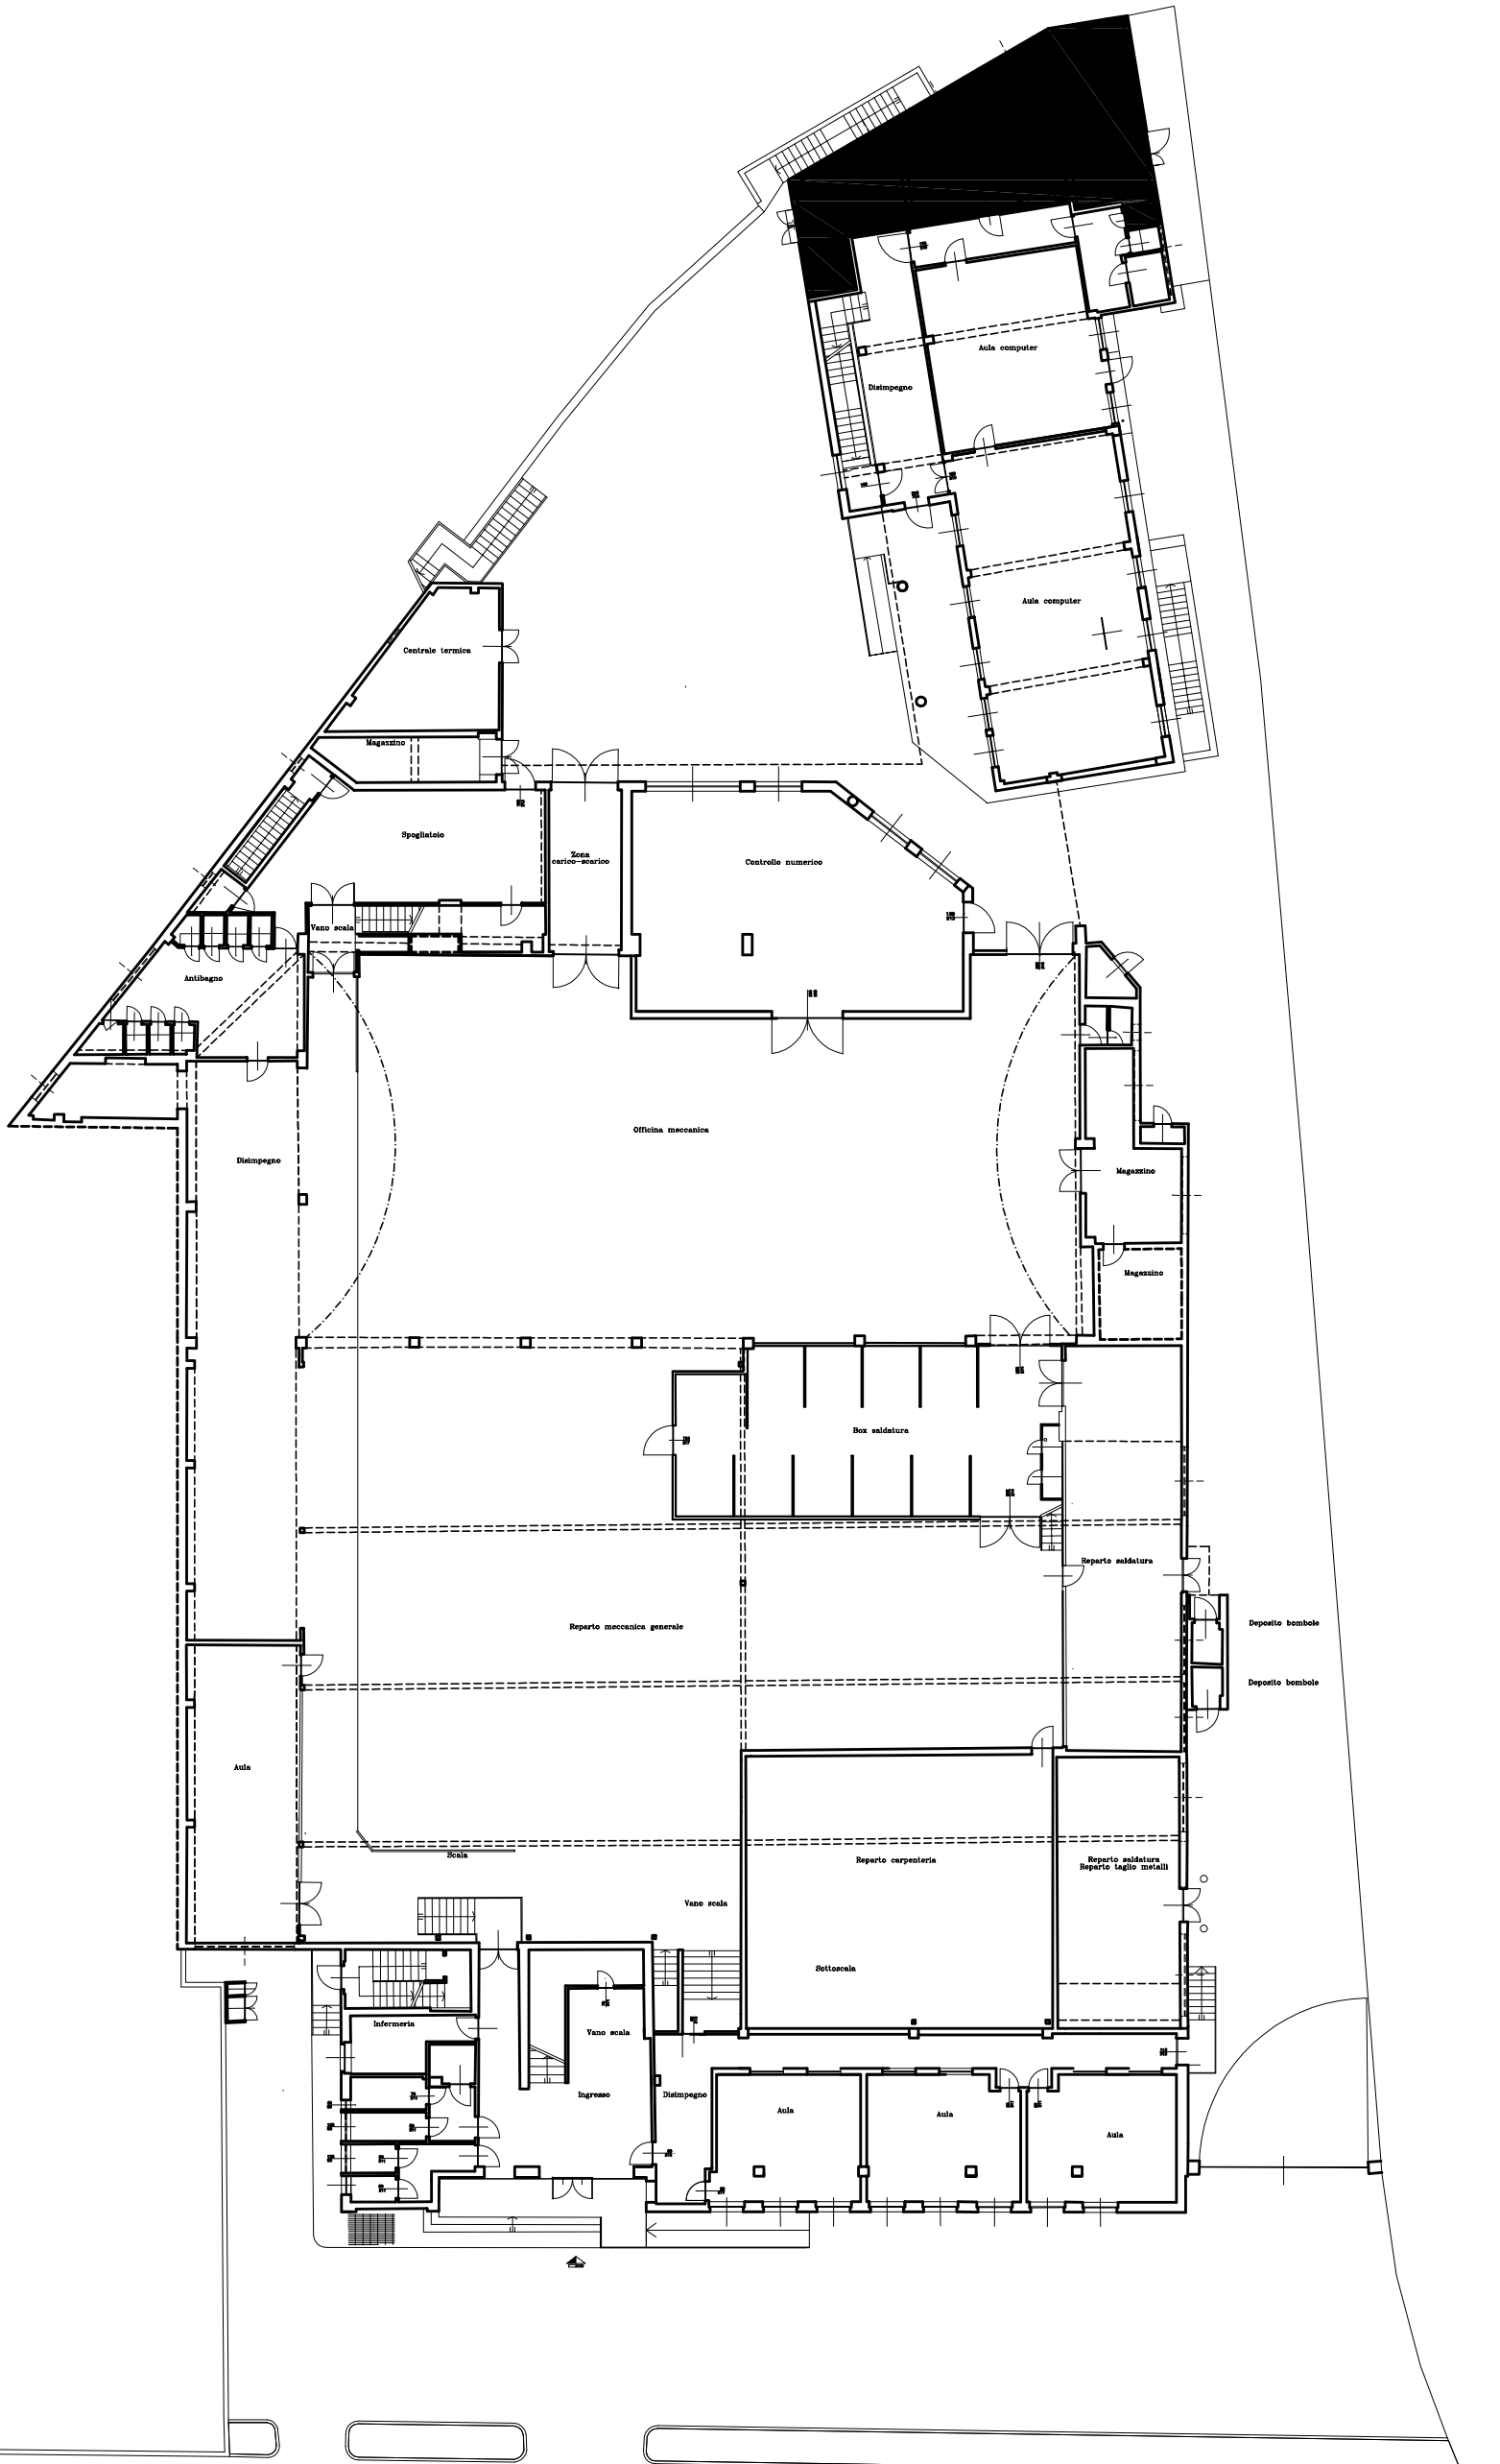 Aula computer
Disimpegno
Aula computer
Centrale termica
Magazzino
Spogliatoio
Zona
carico-scarico
Controllo numerico
Vano scala
Antibagno
Officina meccanica
Disimpegno
Magazzino
Magazzino
Box saldatura
Reparto saldatura
Reparto meccanica generale
Deposito bombole
Deposito bombole
Aula
Scala
Reparto carpenteria
Reparto saldatura
Reparto taglio metalli
Vano scala
Sottoscala
Infermeria
Vano scala
Ingresso
Disimpegno
Aula
Aula
Aula